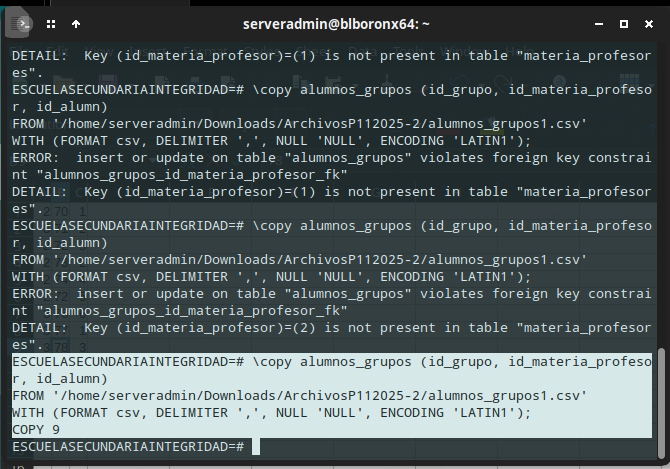 serveradmin@blboronx64: ~
DETAIL:  Key (id_materia_profesor)=(1) is not present in table "materia_profesor
es".
ESCUELASECUNDARIAINTEGRIDAD=# \copy alumnos_grupos (id_grupo, id_materia_profeso
r, id_alumn)
FROM '/home/serveradmin/Downloads/ArchivosP112025-2/alumnos_grupos1.csv'
WITH (FORMAT csv, DELIMITER ',', NULL 'NULL', ENCODING 'LATIN1');
ERROR:  insert or update on table "alumnos_grupos" violates foreign key constrai
nt "alumnos_grupos_id_materia_profesor_fk"
DETAIL:  Key (id_materia_profesor)=(1) is not present in table "materia_profesor
es".
ESCUELASECUNDARIAINTEGRIDAD=# \copy alumnos_grupos (id_grupo, id_materia_profeso
r, id_alumn)
FROM '/home/serveradmin/Downloads/ArchivosP112025-2/alumnos_grupos1.csv'
WITH (FORMAT csv, DELIMITER ',', NULL 'NULL', ENCODING 'LATIN1');
ERROR:  insert or update on table "alumnos_grupos" violates foreign key constrai
nt "alumnos_grupos_id_materia_profesor_fk"
DETAIL:  Key (id_materia_profesor)=(2) is not present in table "materia_profesor
es".
ESCUELASECUNDARIAINTEGRIDAD=# \copy alumnos_grupos (id_grupo, id_materia_profeso
r, id_alumn)
FROM '/home/serveradmin/Downloads/ArchivosP112025-2/alumnos_grupos1.csv'
WITH (FORMAT csv, DELIMITER ',', NULL 'NULL', ENCODING 'LATIN1');
COPY 9
ESCUELASECUNDARIAINTEGRIDAD=#